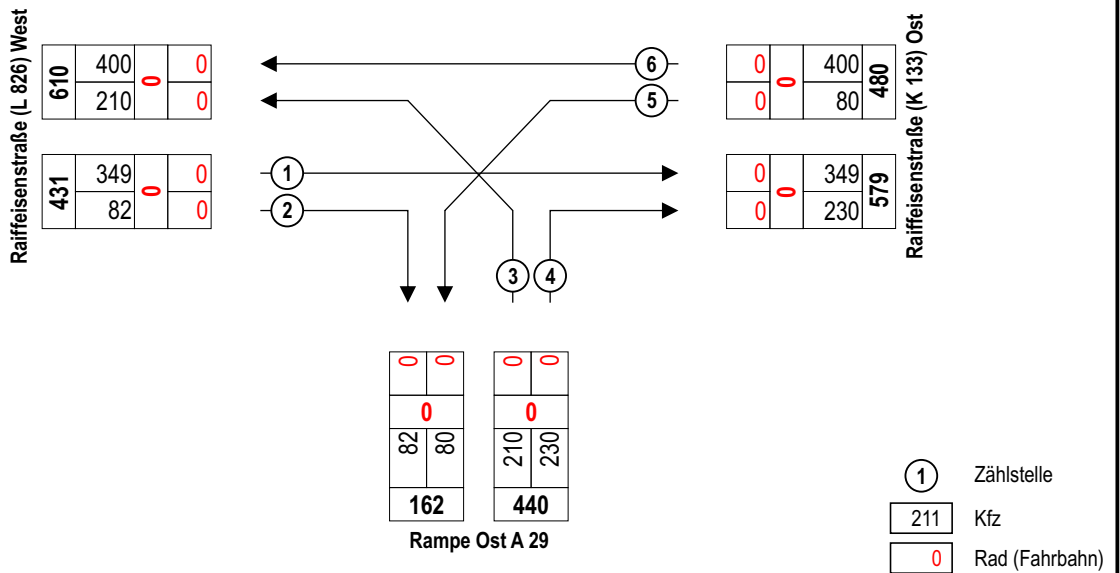 Raiffeisenstraße (L 826) West
610 400 0 0
210 0
431 349 0 0
82 0
6
5
1
2
3 4
0 0 400 480
0 80
0 0 349 579
0 230
Raiffeisenstraße (K 133) Ost
0 0 0 0
0 0
82 80 210 230
162 440
Rampe Ost A 29
1 Zählstelle
211 Kfz
0 Rad (Fahrbahn)